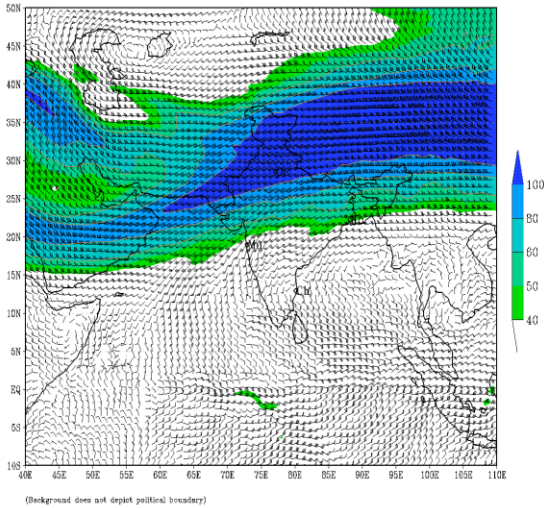 50N
45N
40N
35N
30N
25N
20N
15N
10N
5N
EQ
5S
10S
40E 45E 50E 55E 60E 65E 70E 75E 80E 85E 90E 95E 100E 105E 110E
100
80
60
50
40
Ch
(Background does not depict political boundary)